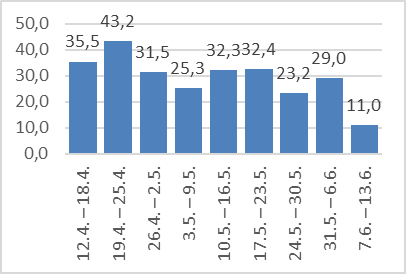 50,0
40,0
30,0
20,0
10,0
0,0
35,5
43,2
31,5
25,3
32,3
32,4
23,2
29,0
11,0
12.4. – 18.4.
19.4. – 25.4.
26.4. – 2.5.
3.5. – 9.5.
10.5. – 16.5.
17.5. – 23.5.
24.5. – 30.5.
31.5. – 6.6.
7.6. – 13.6.